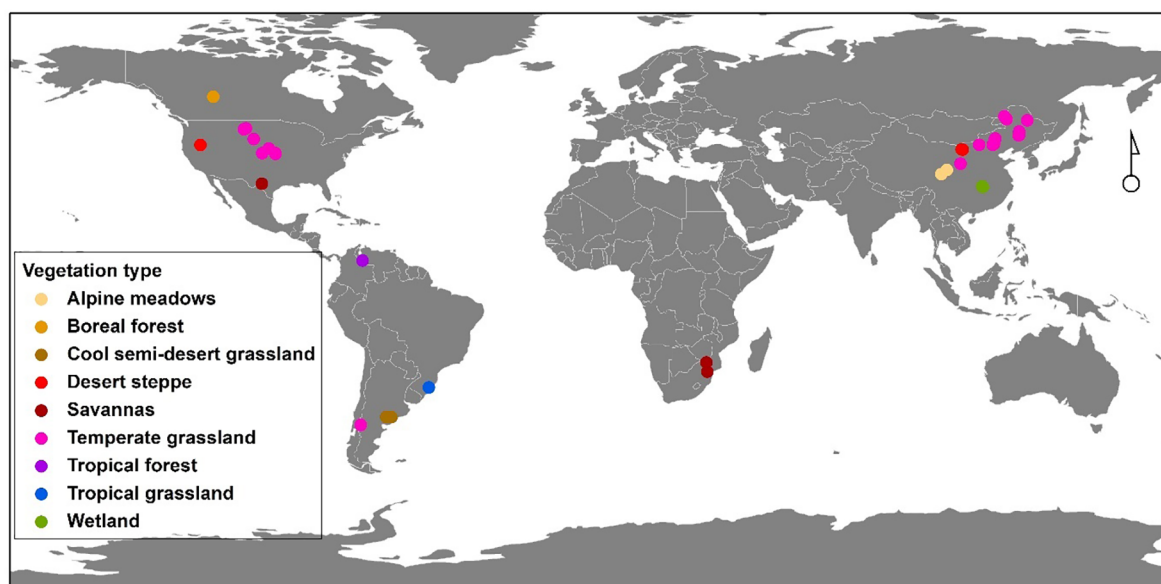 Vegetation type
Alpine meadows
Boreal forest
Cool semi-desert grassland
Desert steppe
Savannas
Temperate grassland
Tropical forest
Tropical grassland
Wetland